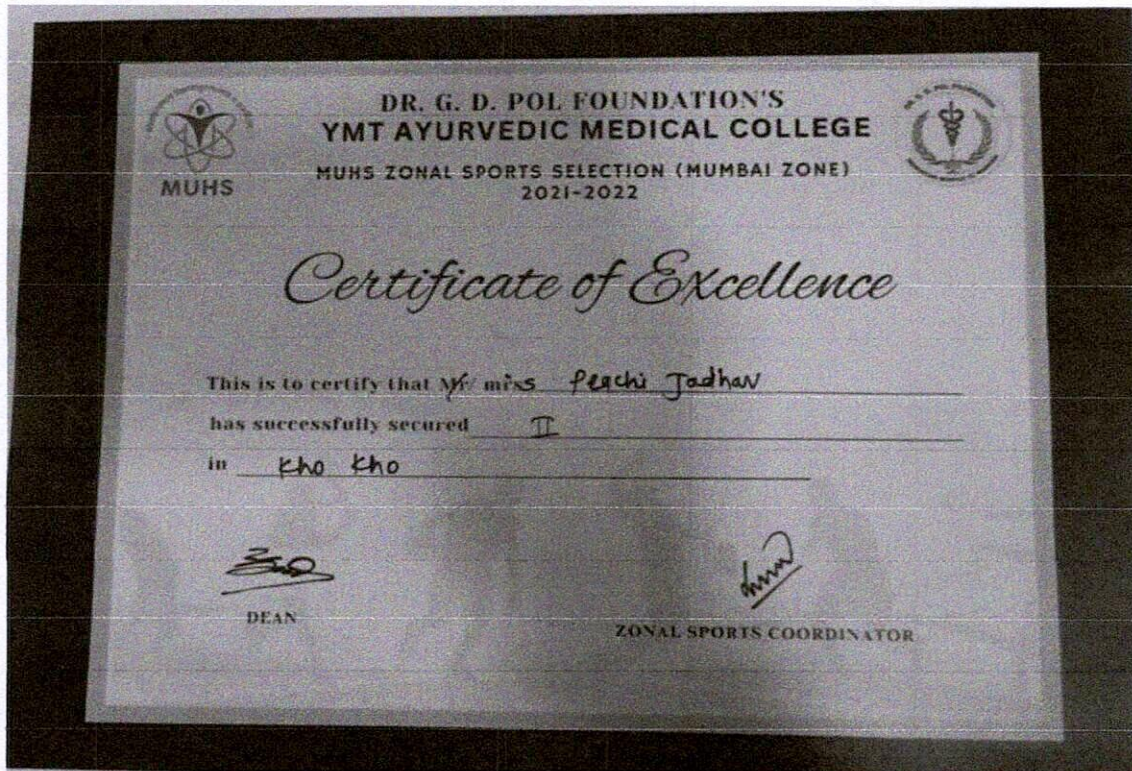 DR. G. D. POL FOUNDATION'S
YMT AYURVEDIC MEDICAL COLLEGE
MUHS ZONAL SPORTS SELECTION (MUMBAI ZONE)
2021-2022
MUHS
Certificate of Excellence
This is to certify that Mr/ miss Prachi Jadhav
has successfully secured II
in Kho Kho
DEAN
ZONAL SPORTS COORDINATOR